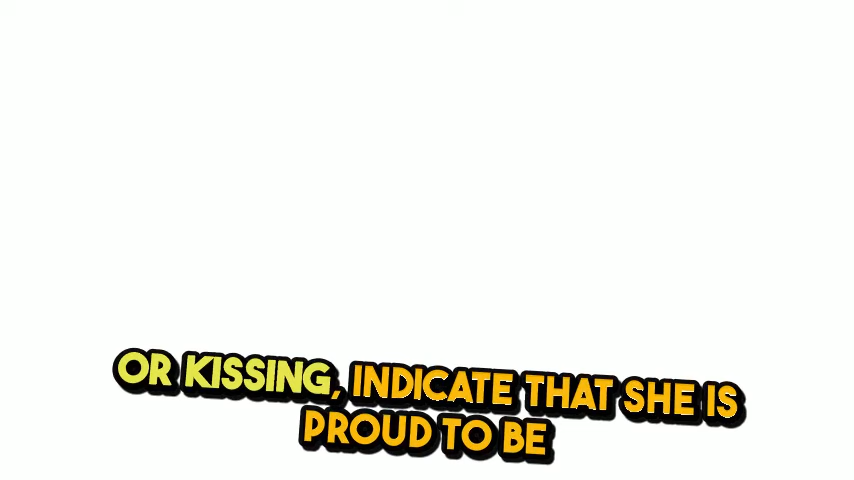 OR KISSING, INDICATE THAT SHE IS
PROUD TO BE